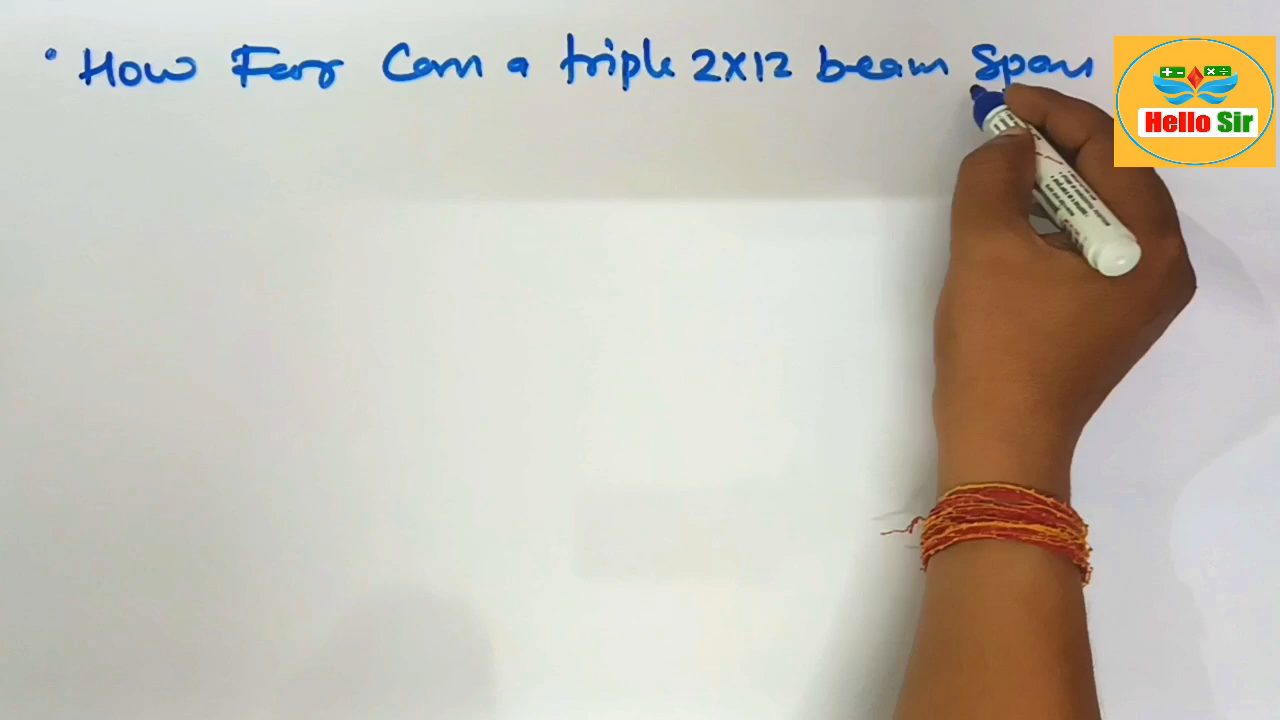 • How Far Can a triple 2x12 beam Span
+ - × ÷
Hello Sir